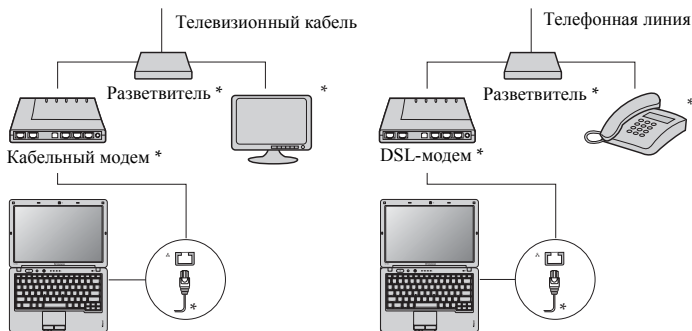 Телевизионный кабель
Разветвитель *
*
Кабельный модем *
*
Телефонная линия
Разветвитель *
*
DSL-модем *
*